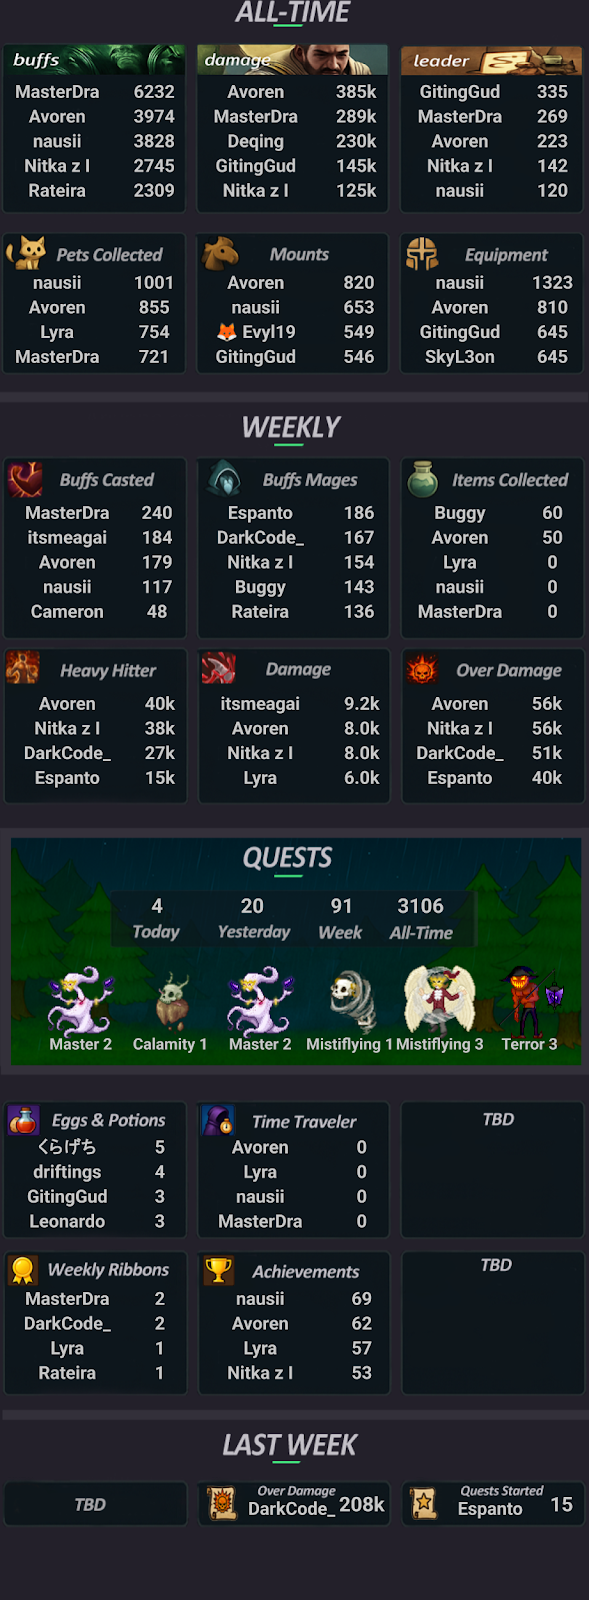 ALL-TIME
buffs
MasterDra 6232
Avoren 3974
nausii 3828
Nitka z l 2745
Rateira 2309
damage
Avoren 385k
MasterDra 289k
Deqing 230k
GitingGud 145k
Nitka z l 125k
leader
GitingGud 335
MasterDra 269
Avoren 223
Nitka z l 142
nausii 120
Pets Collected
nausii 1001
Avoren 855
Lyra 754
MasterDra 721
Mounts
Avoren 820
nausii 653
🦊 Evyl19 549
GitingGud 546
Equipment
nausii 1323
Avoren 810
GitingGud 645
SkyL3on 645
WEEKLY
Buffs Casted
MasterDra 240
itsmeagai 184
Avoren 179
nausii 117
Cameron 48
Buffs Mages
Espanto 186
DarkCode_ 167
Nitka z l 154
Buggy 143
Rateira 136
Items Collected
Buggy 60
Avoren 50
Lyra 0
nausii 0
MasterDra 0
Heavy Hitter
Avoren 40k
Nitka z l 38k
DarkCode_ 27k
Espanto 15k
Damage
itsmeagai 9.2k
Avoren 8.0k
Nitka z l 8.0k
Lyra 6.0k
Over Damage
Avoren 56k
Nitka z l 56k
DarkCode_ 51k
Espanto 40k
QUESTS
4 20 91 3106
Today Yesterday Week All-Time
Master 2 Calamity 1 Master 2 Mistiflying 1 Mistiflying 3 Terror 3
Eggs & Potions
くらげち 5
driftings 4
GitingGud 3
Leonardo 3
Time Traveler
Avoren 0
Lyra 0
nausii 0
MasterDra 0
TBD
Weekly Ribbons
MasterDra 2
DarkCode_ 2
Lyra 1
Rateira 1
Achievements
nausii 69
Avoren 62
Lyra 57
Nitka z l 53
TBD
LAST WEEK
TBD
Over Damage
DarkCode_ 208k
Quests Started
Espanto 15